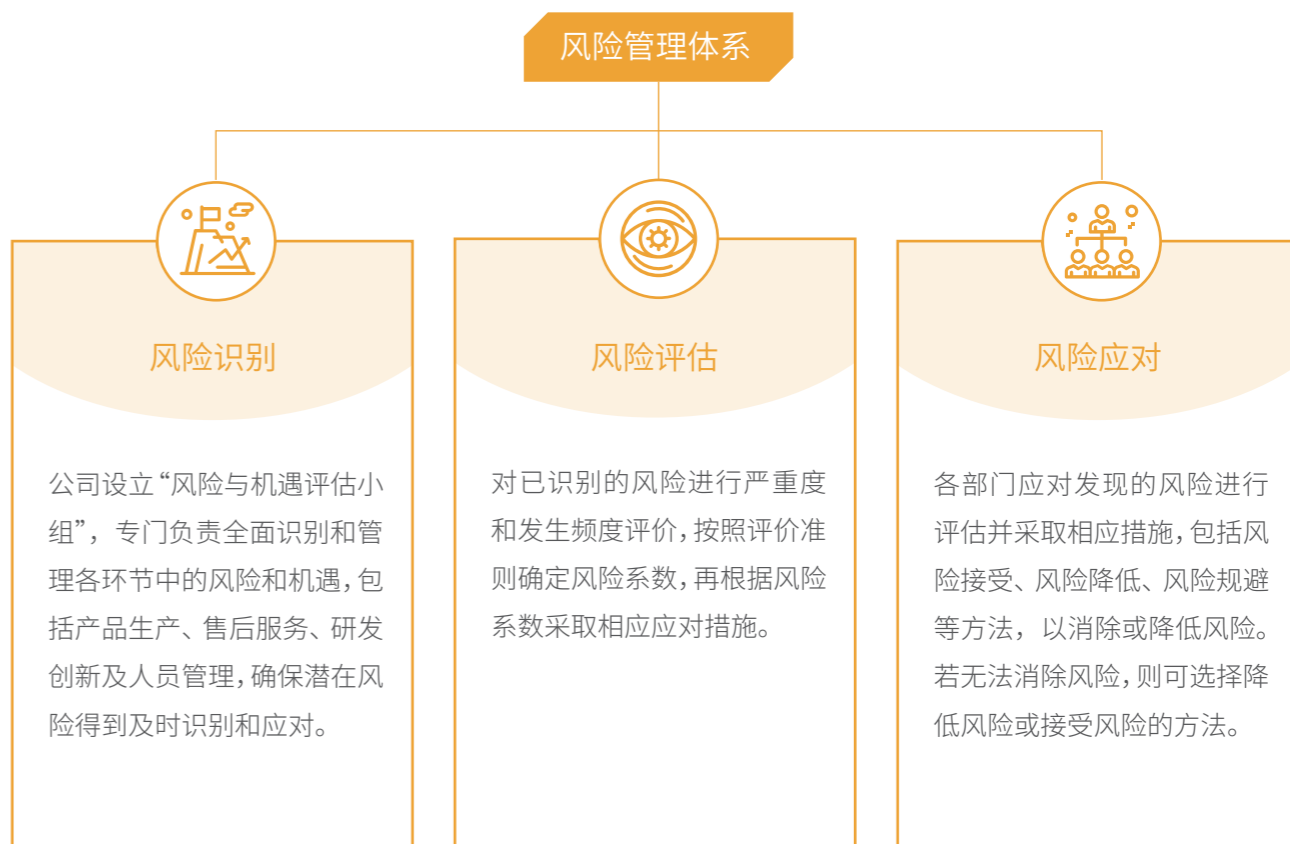 风险管理体系
风险识别
公司设立“风险与机遇评估小
组”，专门负责全面识别和管
理各环节中的风险和机遇，包
括产品生产、售后服务、研发
创新及人员管理，确保潜在风
险得到及时识别和应对。
风险评估
对已识别的风险进行严重度
和发生频度评价，按照评价准
则确定风险系数，再根据风险
系数采取相应应对措施。
风险应对
各部门应对发现的风险进行
评估并采取相应措施，包括风
险接受、风险降低、风险规避
等方法，以消除或降低风险。
若无法消除风险，则可选择降
低风险或接受风险的方法。